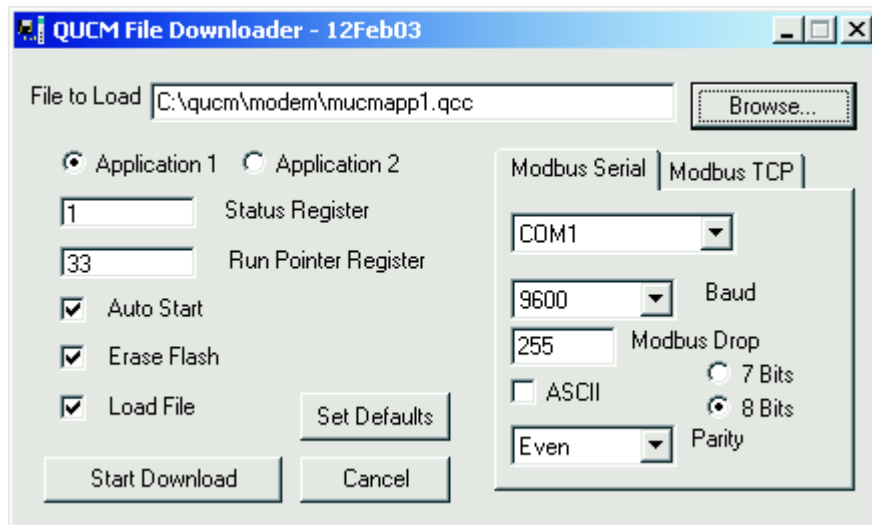 QUCM File Downloader - 12Feb03
File to Load C:\qucm\modem\mucmapp1.qcc Browse...
Application 1 Application 2
1 Status Register
33 Run Pointer Register
Auto Start
Erase Flash
Load File
Set Defaults
Start Download Cancel
Modbus Serial Modbus TCP
COM1
9600 Baud
255 Modbus Drop
7 Bits
ASCII
8 Bits
Even Parity